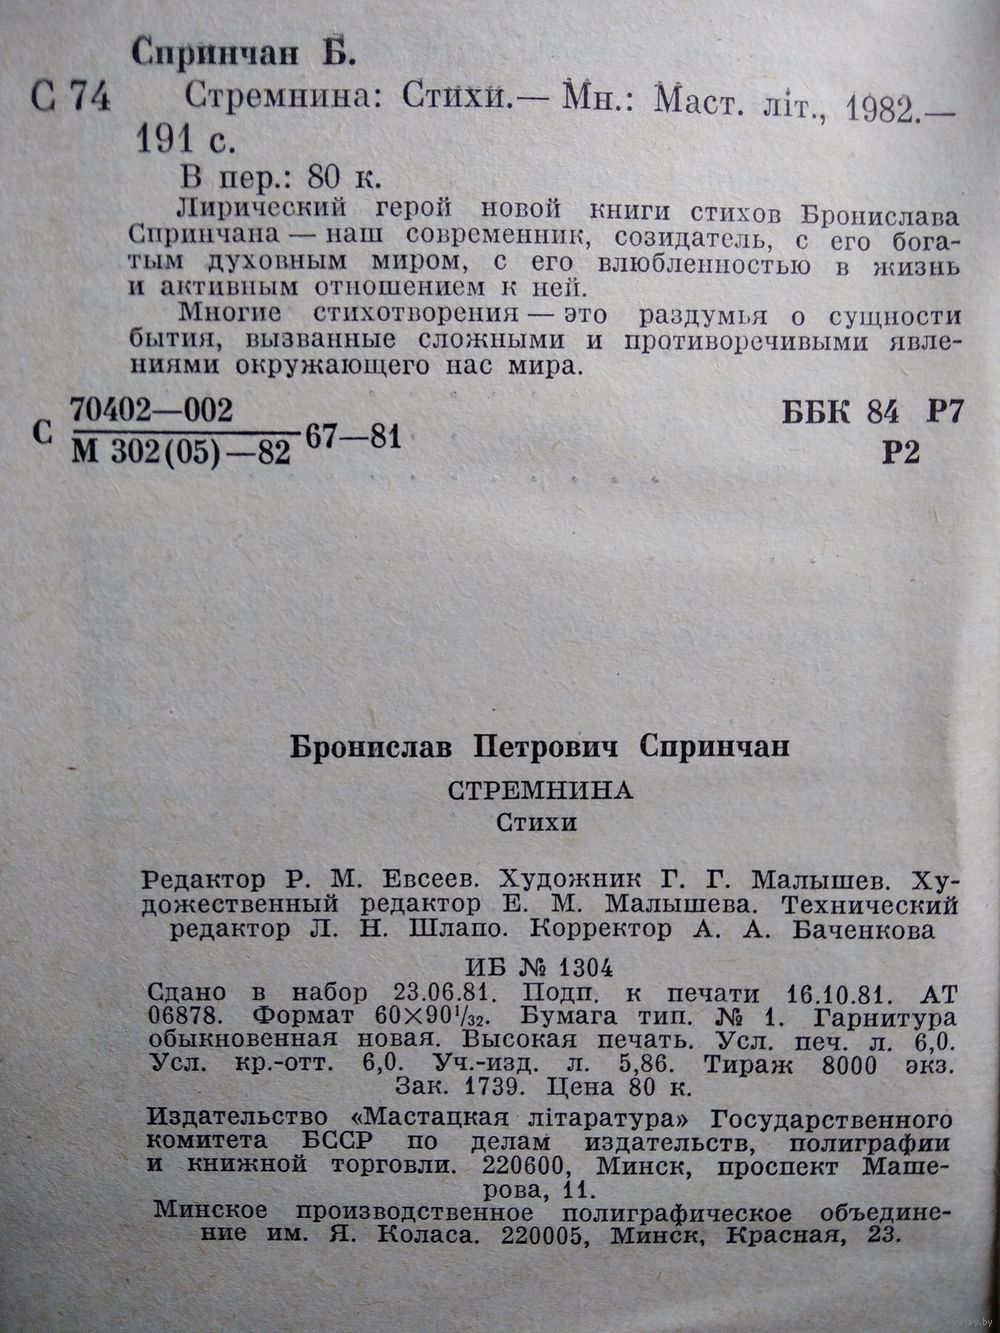 Спринчан Б.
С 74 Стремнина: Стихи.— Мн.: Маст. літ., 1982.—
191 с.
В пер.: 80 к.
Лирический герой новой книги стихов Бронислава
Спринчана — наш современник, созидатель, с его бога-
тым духовным миром, с его влюбленностью в жизнь
и активным отношением к ней.
Многие стихотворения — это раздумья о сущности
бытия, вызванные сложными и противоречивыми явле-
ниями окружающего нас мира.
70402—002
С 67—81
М 302(05)—82
ББК 84 Р7
Р2
Бронислав Петрович Спринчан
СТРЕМНИНА
Стихи
Редактор Р. М. Евсеев. Художник Г. Г. Малышев. Ху-
дожественный редактор Е. М. Малышева. Технический
редактор Л. Н. Шлапо. Корректор А. А. Баченкова
ИБ № 1304
Сдано в набор 23.06.81. Подп. к печати 16.10.81. АТ
06878. Формат 60×90¹/₃₂. Бумага тип. № 1. Гарнитура
обыкновенная новая. Высокая печать. Усл. печ. л. 6,0.
Усл. кр.-отт. 6,0. Уч.-изд. л. 5,86. Тираж 8000 экз.
Зак. 1739. Цена 80 к.
Издательство «Мастацкая літаратура» Государственного
комитета БССР по делам издательств, полиграфии
и книжной торговли. 220600, Минск, проспект Маше-
рова, 11.
Минское производственное полиграфическое объедине-
ние им. Я. Коласа. 220005, Минск, Красная, 23.
www.ay.by